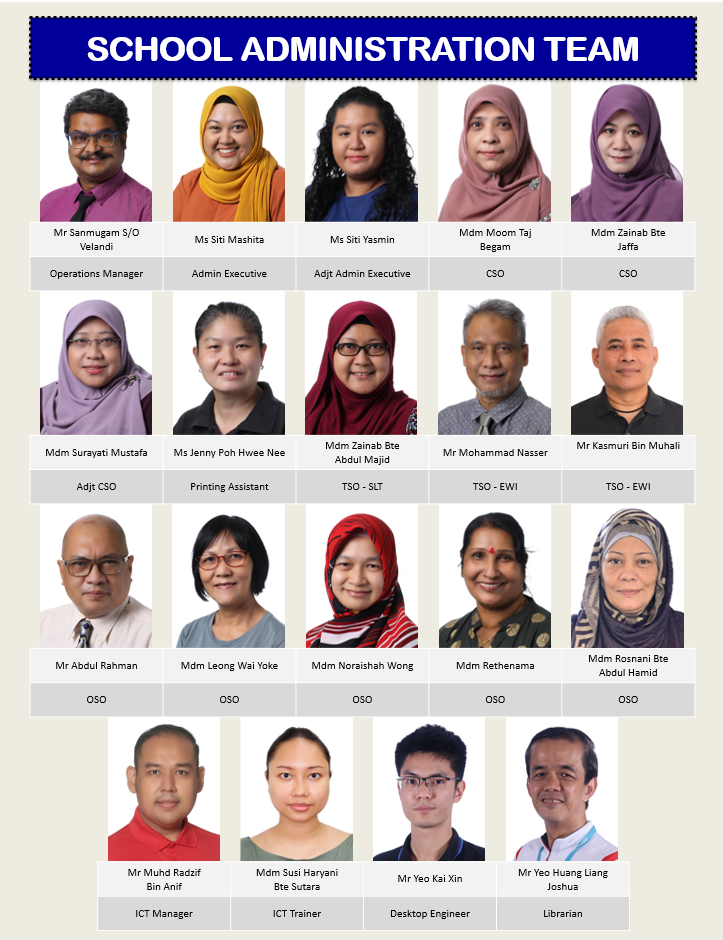 SCHOOL ADMINISTRATION TEAM
Mr Sanmugam S/O
Velandi
Ms Siti Mashita
Ms Siti Yasmin
Mdm Moom Taj
Begam
Mdm Zainab Bte
Jaffa
Operations Manager
Admin Executive
Adjt Admin Executive
CSO
CSO
Mdm Surayati Mustafa
Ms Jenny Poh Hwee Nee
Mdm Zainab Bte
Abdul Majid
Mr Mohammad Nasser
Mr Kasmuri Bin Muhali
Adjt CSO
Printing Assistant
TSO - SLT
TSO - EWI
TSO - EWI
Mr Abdul Rahman
Mdm Leong Wai Yoke
Mdm Noraishah Wong
Mdm Rethenama
Mdm Rosnani Bte
Abdul Hamid
OSO
OSO
OSO
OSO
OSO
Mr Muhd Radzif
Bin Anif
Mdm Susi Haryani
Bte Sutara
Mr Yeo Kai Xin
Mr Yeo Huang Liang
Joshua
ICT Manager
ICT Trainer
Desktop Engineer
Librarian